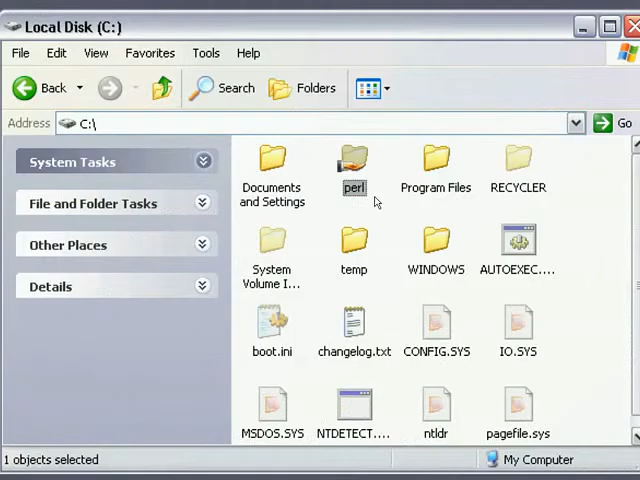 Local Disk (C:)
File Edit View Favorites Tools Help
Back Search Folders
Address C:\ Go
System Tasks
File and Folder Tasks
Other Places
Details
Documents and Settings
perl
Program Files
RECYCLER
System Volume I...
temp
WINDOWS
AUTOEXEC....
boot.ini
changelog.txt
CONFIG.SYS
IO.SYS
MSDOS.SYS
NTDETECT....
ntldr
pagefile.sys
1 objects selected
My Computer